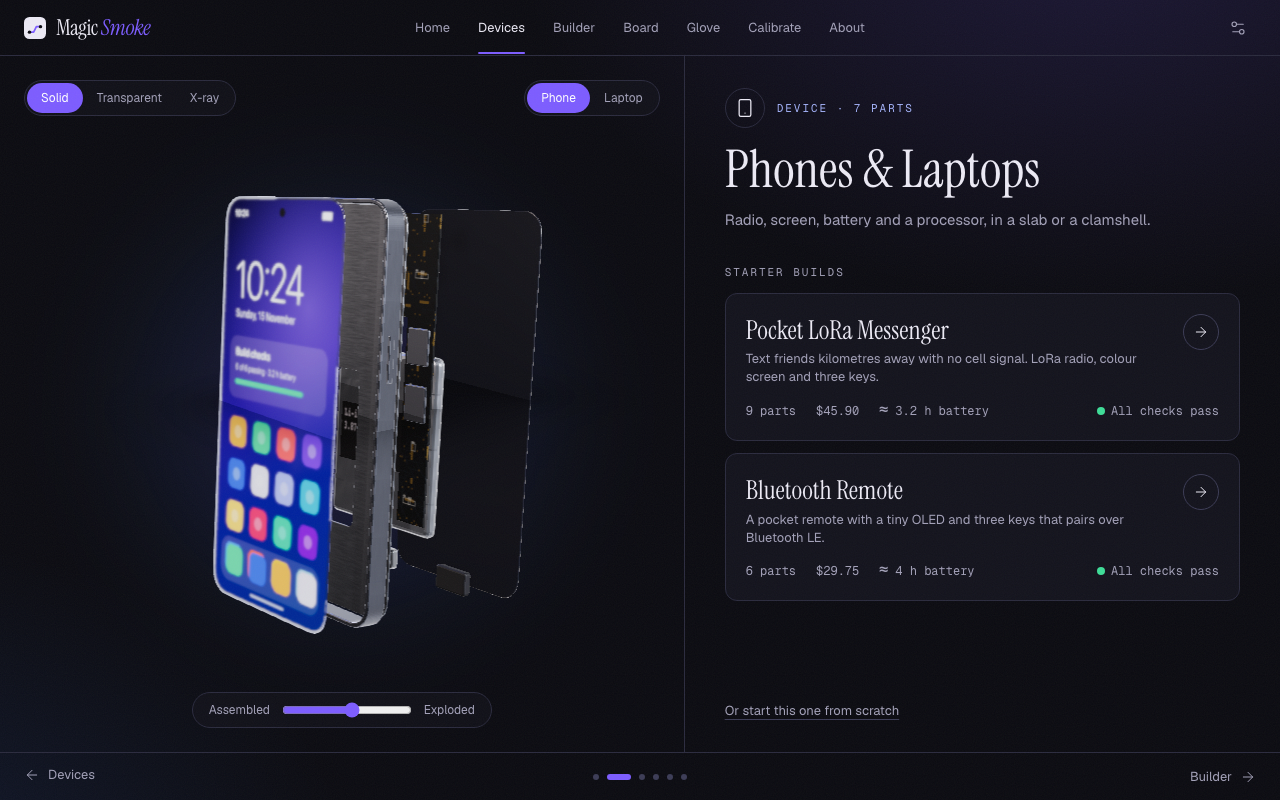 Magic Smoke
Home
Devices
Builder
Board
Glove
Calibrate
About
Solid
Transparent
X-ray
Phone
Laptop
10:24
Sunday, 15 November
Build checks
DEVICE · 7 PARTS
Phones & Laptops
Radio, screen, battery and a processor, in a slab or a clamshell.
STARTER BUILDS
Pocket LoRa Messenger
Text friends kilometres away with no cell signal. LoRa radio, colour
screen and three keys.
9 parts $45.90 ≈ 3.2 h battery
All checks pass
Bluetooth Remote
A pocket remote with a tiny OLED and three keys that pairs over
Bluetooth LE.
6 parts $29.75 ≈ 4 h battery
All checks pass
Or start this one from scratch
Assembled
Exploded
Devices
Builder